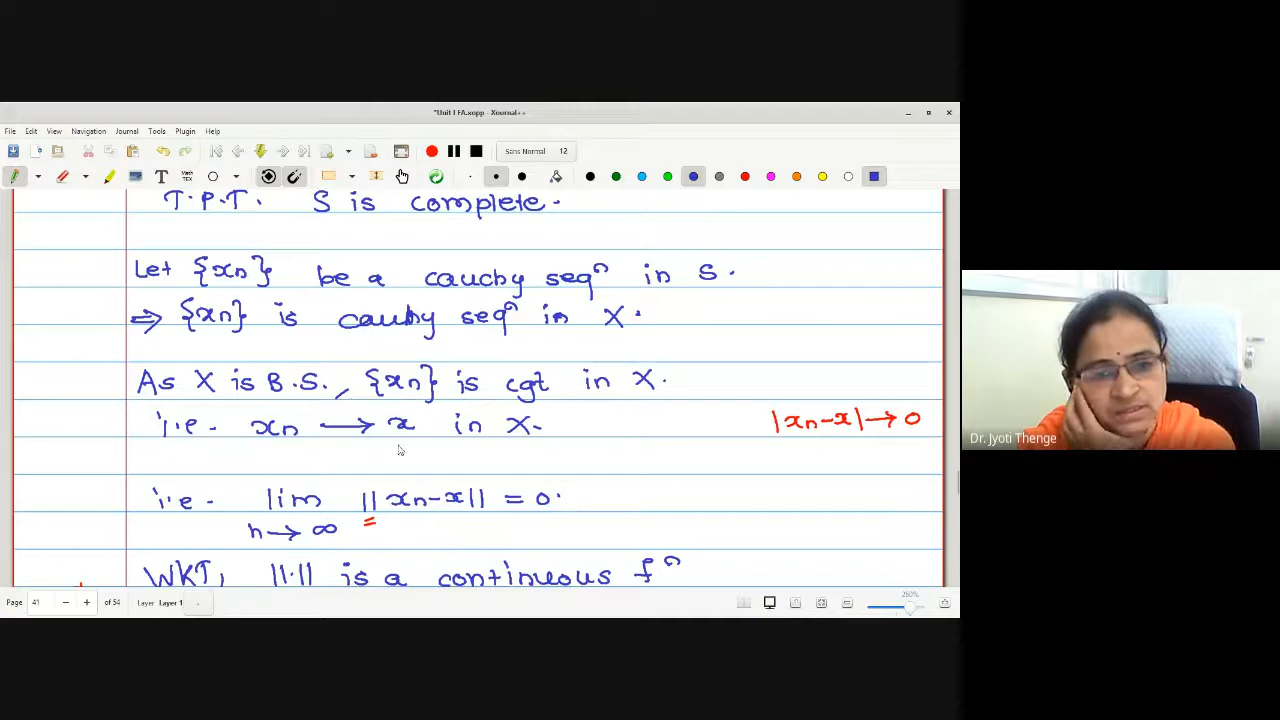 *Unit I FA.xopp - Xournal++
File Edit View Navigation Journal Tools Plugin Help
Sans Normal 12
T.P.T. S is complete.
Let {xn} be a cauchy seqⁿ in S.
⇒ {xn} is cauchy seqⁿ in X.
As X is B.S., {xn} is cgt in X.
i.e. xn ⟶ x in X.
|xn-x| → 0
i.e. lim ||xn-x|| = 0.
n → ∞
WKT, ||·|| is a continuous fⁿ
Page 41 of 54 Layer Layer 1 260%
Dr. Jyoti Thenge